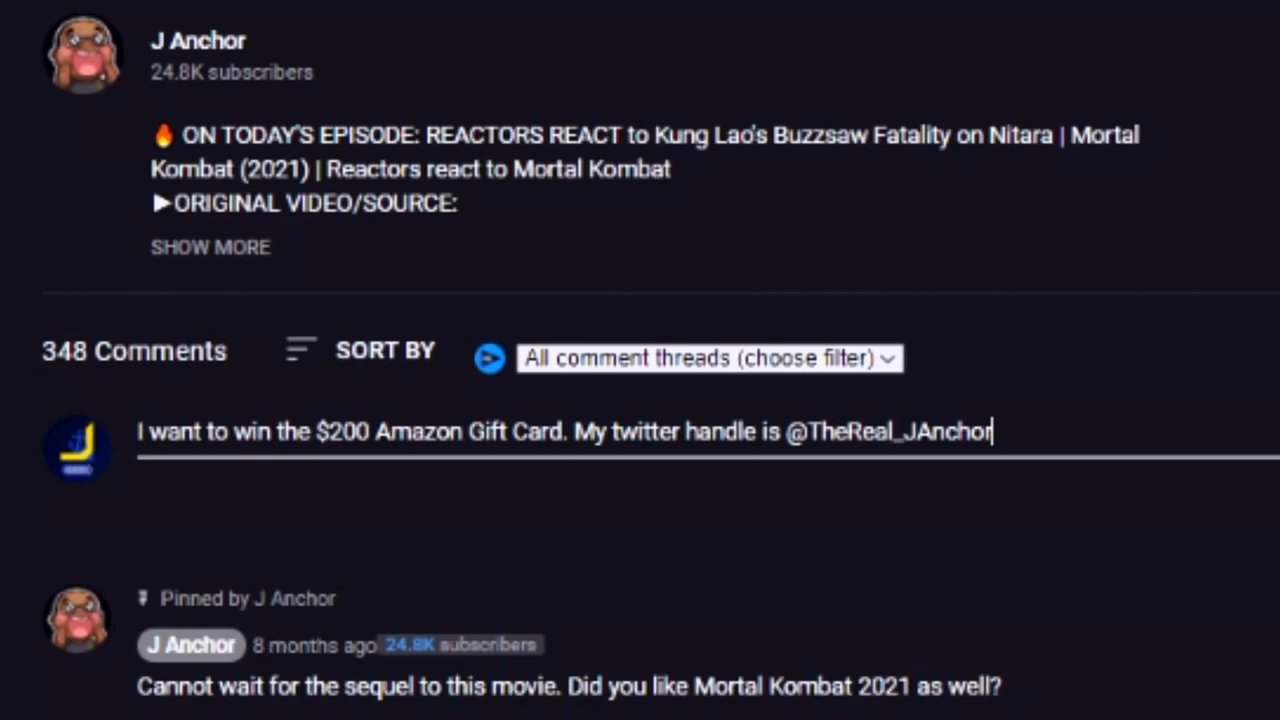 J Anchor
24.8K subscribers
🔥 ON TODAY'S EPISODE: REACTORS REACT to Kung Lao's Buzzsaw Fatality on Nitara | Mortal
Kombat (2021) | Reactors react to Mortal Kombat
►ORIGINAL VIDEO/SOURCE:
SHOW MORE
348 Comments SORT BY All comment threads (choose filter)
I want to win the $200 Amazon Gift Card. My twitter handle is @TheReal_JAnchor
Pinned by J Anchor
J Anchor 8 months ago 24.8K subscribers
Cannot wait for the sequel to this movie. Did you like Mortal Kombat 2021 as well?